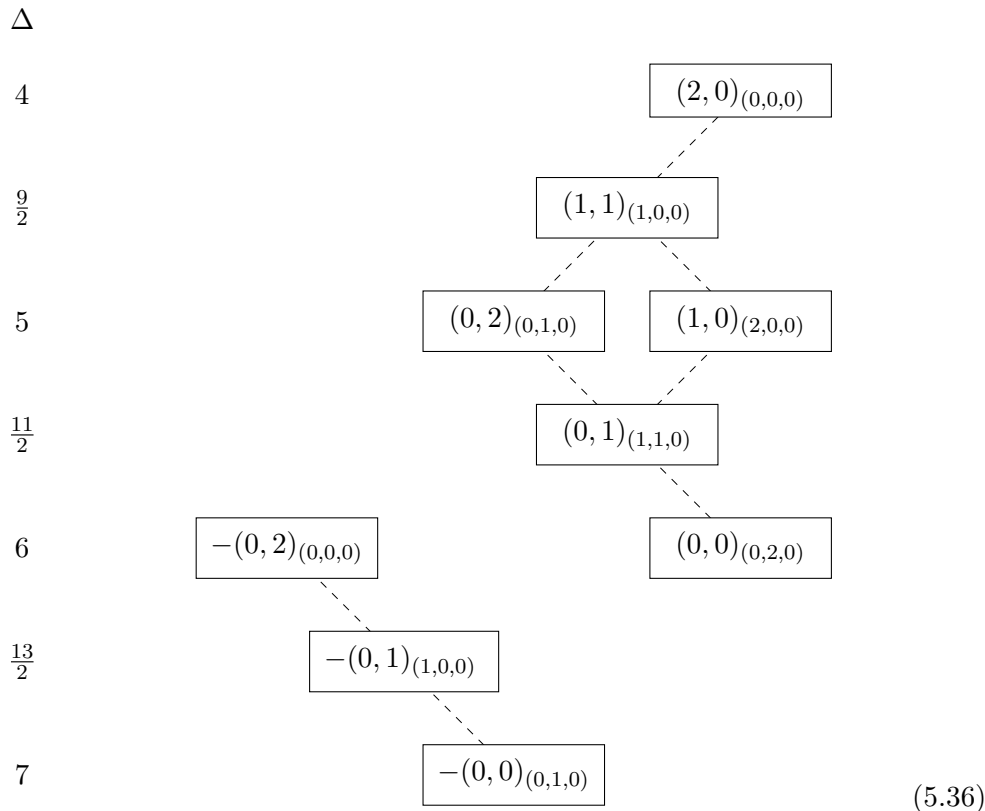 Δ
4 (2, 0)_{(0,0,0)}
9/2 (1, 1)_{(1,0,0)}
5 (0, 2)_{(0,1,0)} (1, 0)_{(2,0,0)}
11/2 (0, 1)_{(1,1,0)}
6 −(0, 2)_{(0,0,0)} (0, 0)_{(0,2,0)}
13/2 −(0, 1)_{(1,0,0)}
7 −(0, 0)_{(0,1,0)} (5.36)